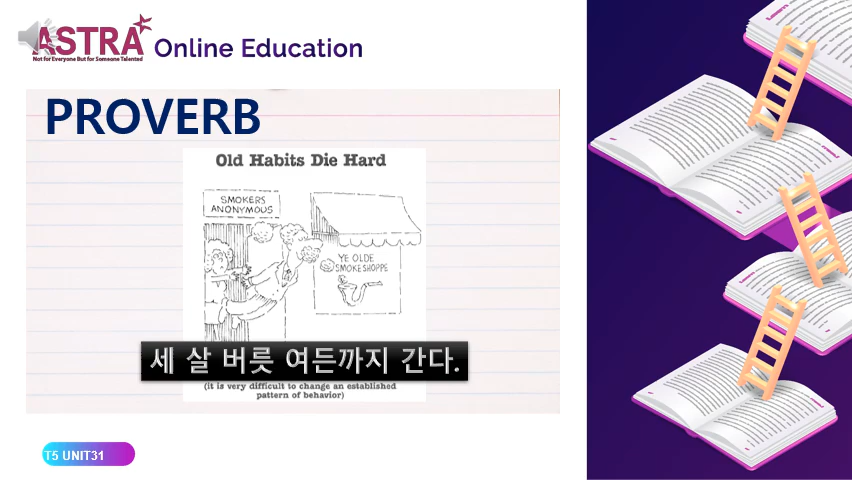 ASTRA
Not for Everyone But for Someone Talented
Online Education
PROVERB
Old Habits Die Hard
SMOKERS
ANONYMOUS
YE OLDE
SMOKE SHOPPE
세 살 버릇 여든까지 간다.
(it is very difficult to change an established
pattern of behavior)
T5 UNIT31